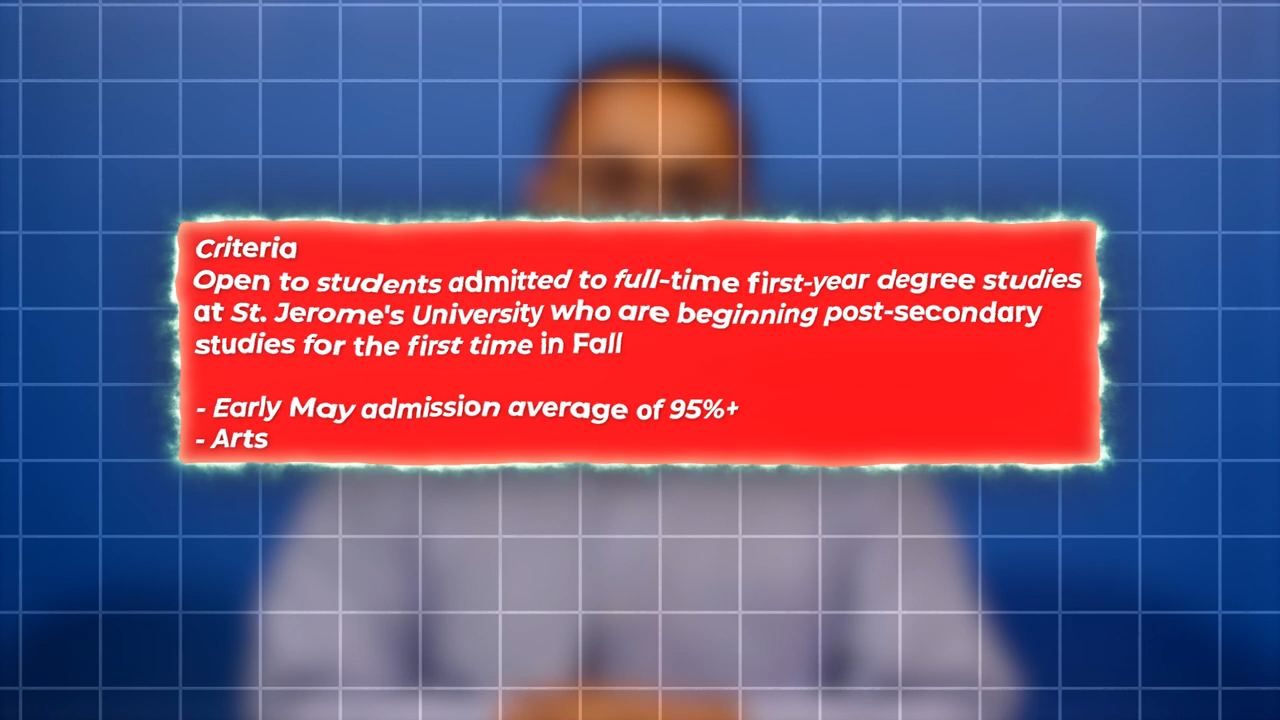 Criteria
Open to students admitted to full-time first-year degree studies
at St. Jerome's University who are beginning post-secondary
studies for the first time in Fall
- Early May admission average of 95%+
- Arts